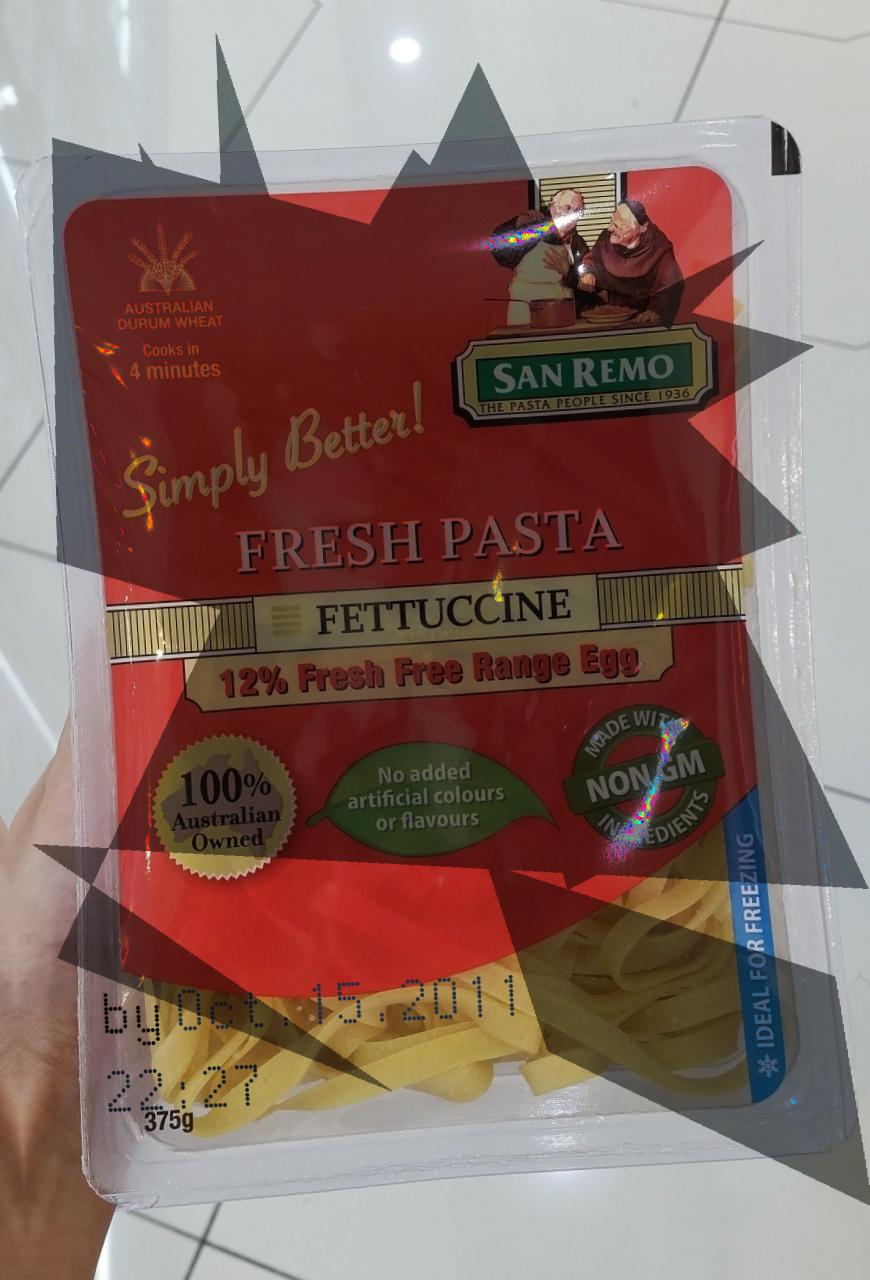 AUSTRALIAN
DURUM WHEAT
Cooks in
4 minutes
SAN REMO
THE PASTA PEOPLE SINCE 1936
Simply Better!
FRESH PASTA
FETTUCCINE
12% Fresh Free Range Egg
100%
Australian
Owned
No added
artificial colours
or flavours
MADE WITH
NON GM
INGREDIENTS
IDEAL FOR FREEZING
by Oct.15.2011
22:27
375g